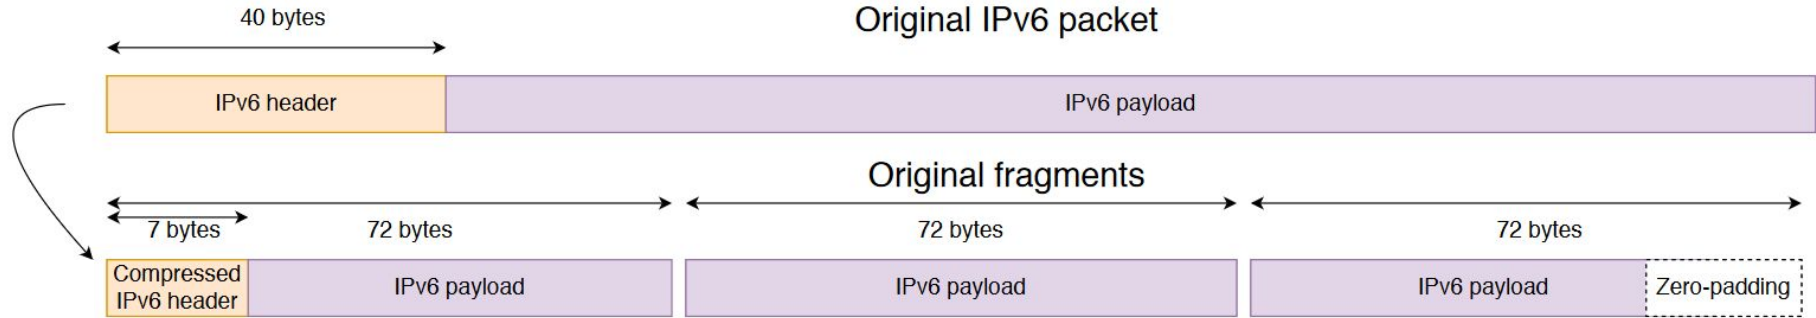 40 bytes
Original IPv6 packet
IPv6 header
IPv6 payload
Original fragments
7 bytes
72 bytes
72 bytes
72 bytes
Compressed
IPv6 header
IPv6 payload
IPv6 payload
IPv6 payload
Zero-padding